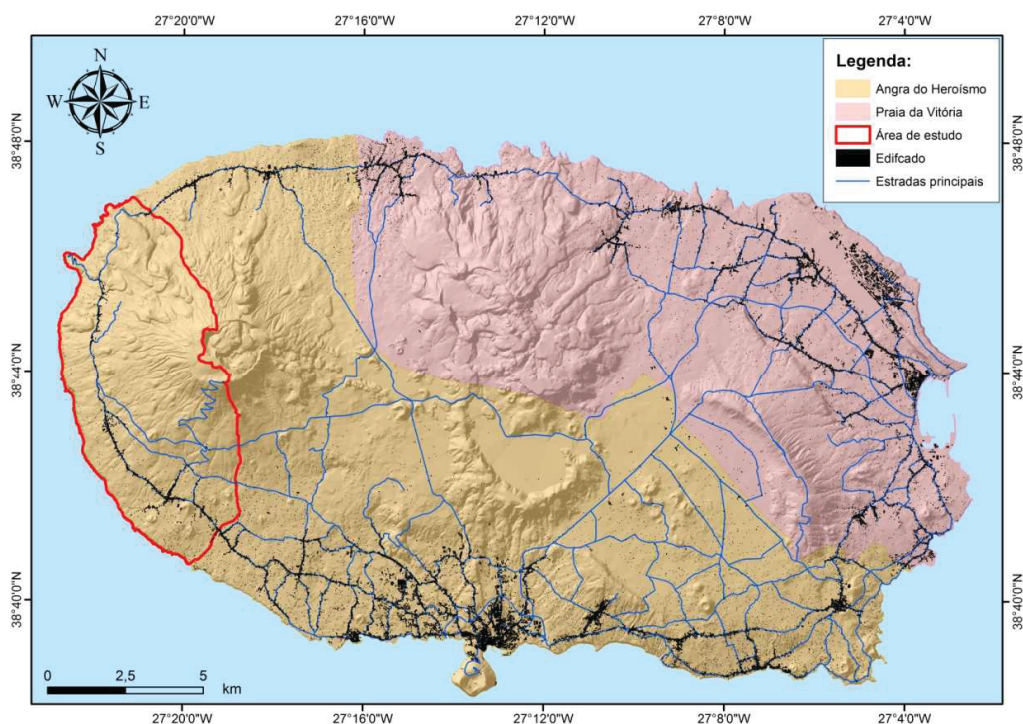 27°20'0"W 27°16'0"W 27°12'0"W 27°8'0"W 27°4'0"W
N
W E
S
Legenda:
Angra do Heroísmo
Praia da Vitória
Área de estudo
Edifcado
Estradas principais
38°48'0"N 38°48'0"N
38°44'0"N 38°44'0"N
38°40'0"N 38°40'0"N
0 2,5 5
km
27°20'0"W 27°16'0"W 27°12'0"W 27°8'0"W 27°4'0"W